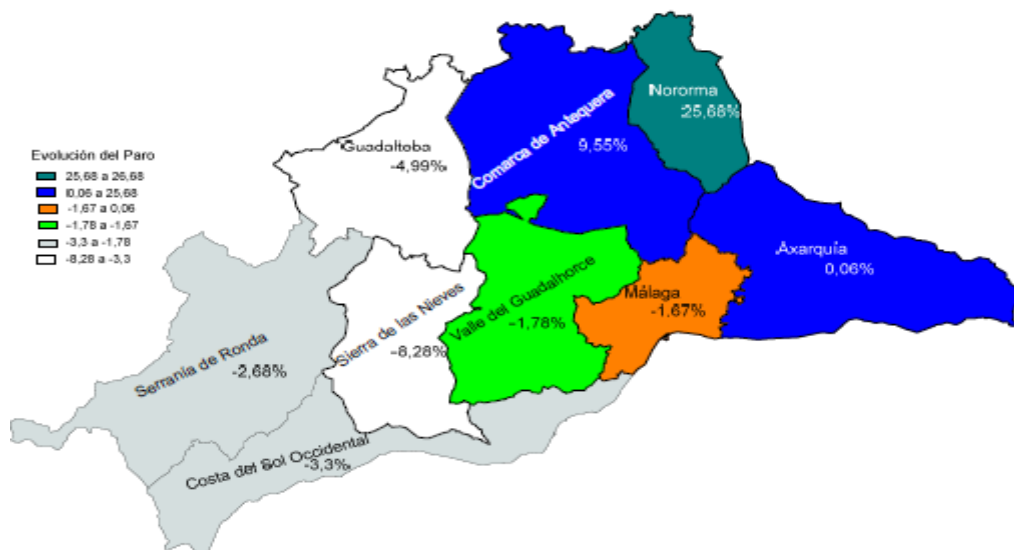 Nororma
25,68%
Guadalteba
-4,99%
Comarca de Antequera
9,55%
Evolución del Paro
25,68 a 26,68
0,06 a 25,68
-1,67 a 0,06
-1,78 a -1,67
-3,3 a -1,78
-8,28 a -3,3
Axarquía
0,06%
Málaga
-1,67%
Valle del Guadalhorce
-1,78%
Sierra de las Nieves
-8,28%
Serranía de Ronda
-2,68%
Costa del Sol Occidental
-3,3%